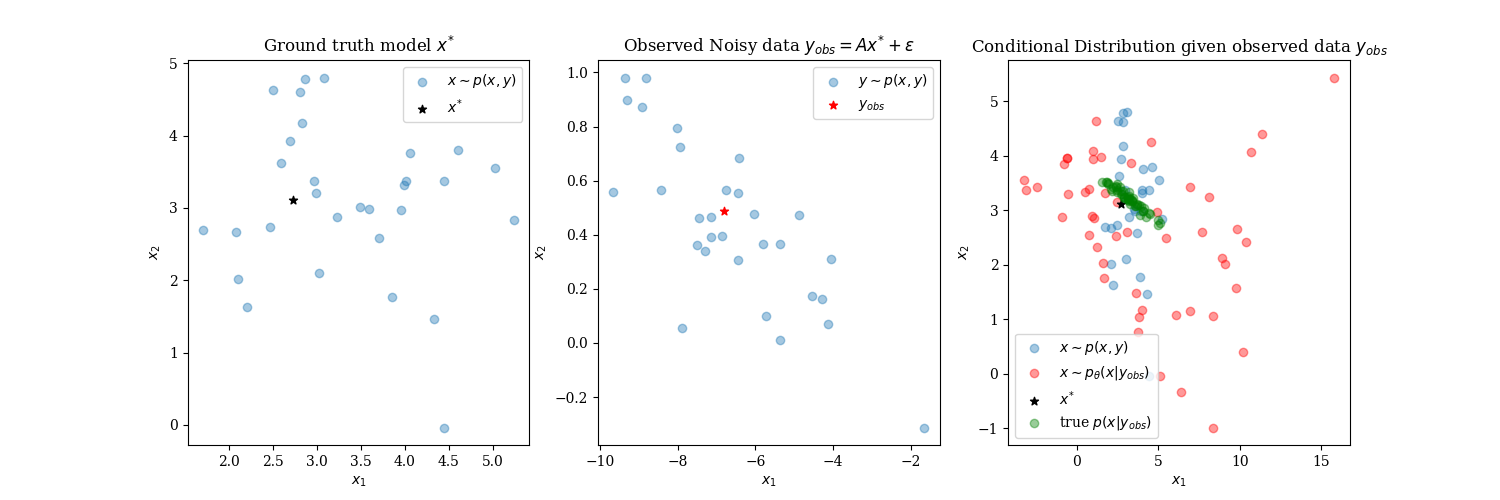 Ground truth model $x^*$
5
4
3
2
1
0
$x_2$
2.0 2.5 3.0 3.5 4.0 4.5 5.0
$x_1$
$x \sim p(x, y)$
$x^*$
Observed Noisy data $y_{obs} = Ax^* + \varepsilon$
1.0
0.8
0.6
0.4
0.2
0.0
−0.2
$x_2$
−10 −8 −6 −4 −2
$x_1$
$y \sim p(x, y)$
$y_{obs}$
Conditional Distribution given observed data $y_{obs}$
5
4
3
2
1
0
−1
$x_2$
0 5 10 15
$x_1$
$x \sim p(x, y)$
$x \sim p_\theta(x|y_{obs})$
$x^*$
true $p(x|y_{obs})$